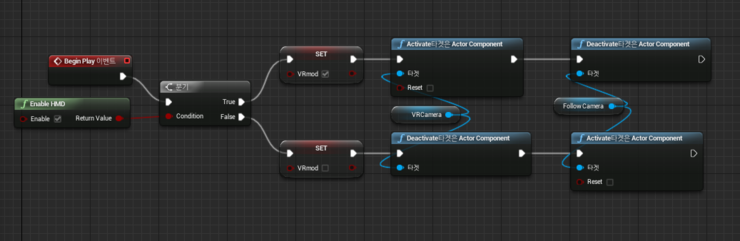 Begin Play 이벤트
Enable HMD
Enable
Return Value
분기
Condition
True
False
SET
VRmod
SET
VRmod
Activate타겟은 Actor Component
타겟
Reset
VRCamera
Deactivate타겟은 Actor Component
타겟
Deactivate타겟은 Actor Component
타겟
Follow Camera
Activate타겟은 Actor Component
타겟
Reset